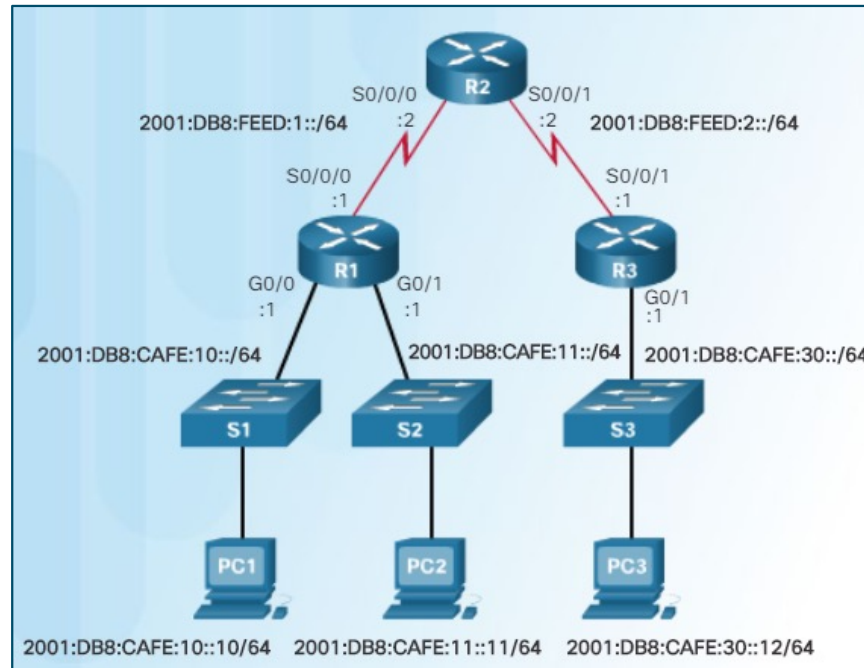 R2
S0/0/0
S0/0/1
:2
:2
2001:DB8:FEED:1::/64
2001:DB8:FEED:2::/64
S0/0/0
S0/0/1
:1
:1
R1
R3
G0/0
G0/1
G0/1
:1
:1
:1
2001:DB8:CAFE:10::/64
2001:DB8:CAFE:11::/64
2001:DB8:CAFE:30::/64
S1
S2
S3
PC1
PC2
PC3
2001:DB8:CAFE:10::10/64
2001:DB8:CAFE:11::11/64
2001:DB8:CAFE:30::12/64